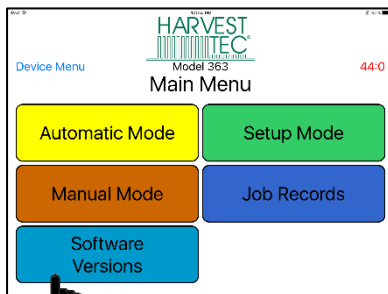 HARVEST
TEC
Device Menu
Model 363
44:0
Main Menu
Automatic Mode
Setup Mode
Manual Mode
Job Records
Software
Versions